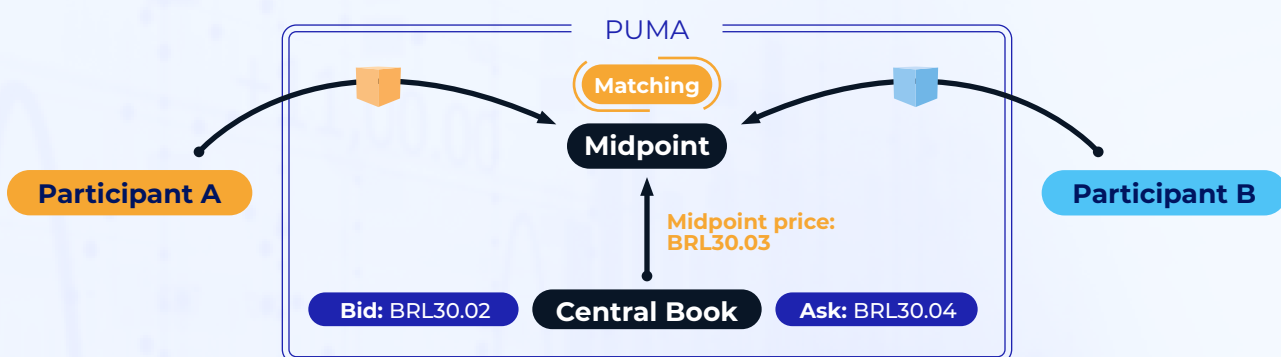 PUMA
Matching
Midpoint
Participant A
Participant B
Midpoint price:
BRL30.03
Bid: BRL30.02
Central Book
Ask: BRL30.04